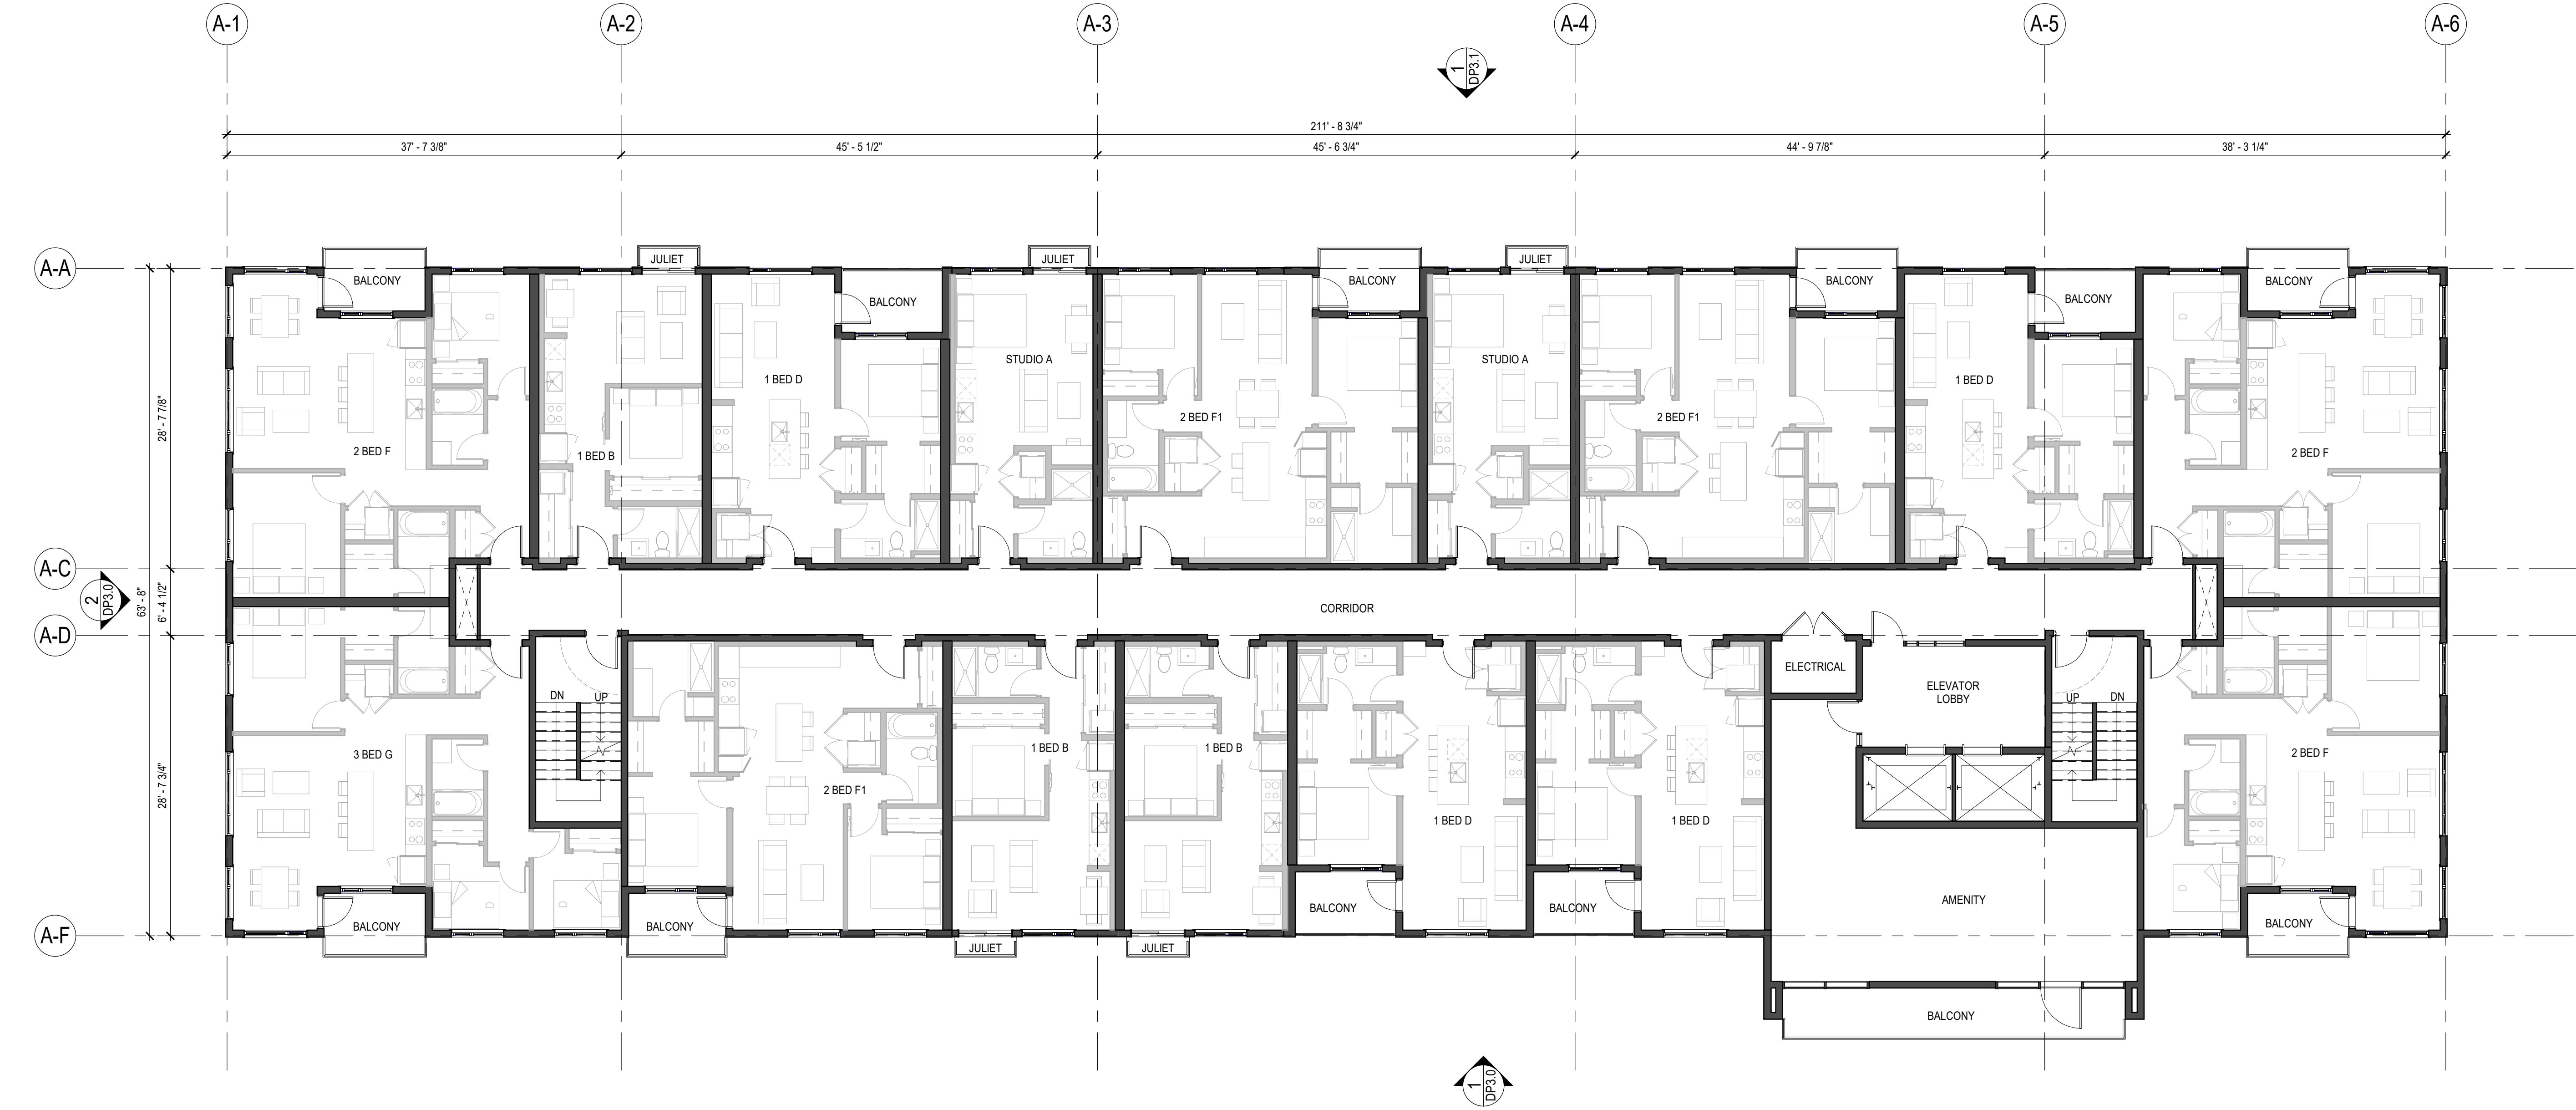 A-1
A-2
A-3
A-4
A-5
A-6
1
DP3.1
211' - 8 3/4"
37' - 7 3/8"
45' - 5 1/2"
45' - 6 3/4"
44' - 9 7/8"
38' - 3 1/4"
A-A
JULIET
JULIET
JULIET
BALCONY
BALCONY
BALCONY
BALCONY
BALCONY
BALCONY
STUDIO A
STUDIO A
1 BED D
1 BED D
2 BED F1
2 BED F1
28' - 7 7/8"
2 BED F
1 BED B
2 BED F
A-C
2
DP3.0
63' - 8"
6' - 4 1/2"
CORRIDOR
A-D
ELECTRICAL
ELEVATOR
LOBBY
DN
UP
UP
DN
3 BED G
1 BED B
1 BED B
2 BED F
28' - 7 3/4"
2 BED F1
1 BED D
1 BED D
AMENITY
BALCONY
BALCONY
BALCONY
BALCONY
BALCONY
A-F
JULIET
JULIET
BALCONY
1
DP3.0